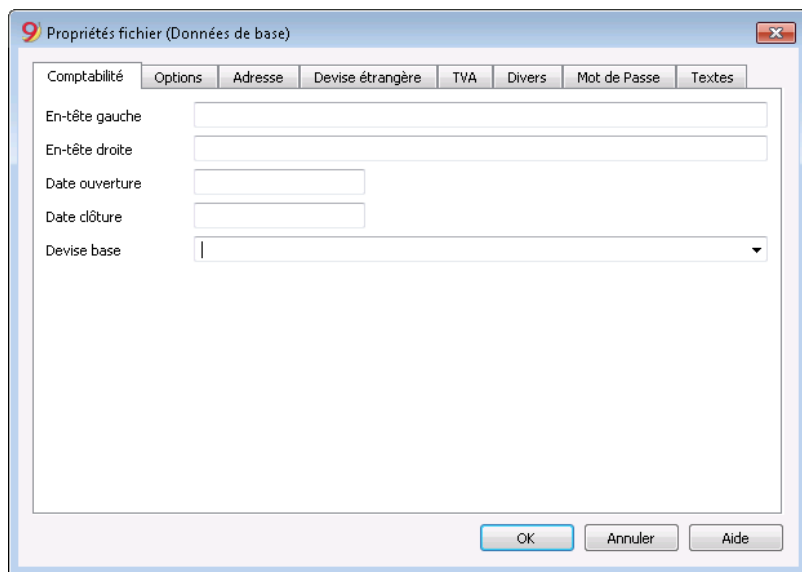 9 Propriétés fichier (Données de base)
Comptabilité Options Adresse Devise étrangère TVA Divers Mot de Passe Textes
En-tête gauche
En-tête droite
Date ouverture
Date clôture
Devise base
OK Annuler Aide